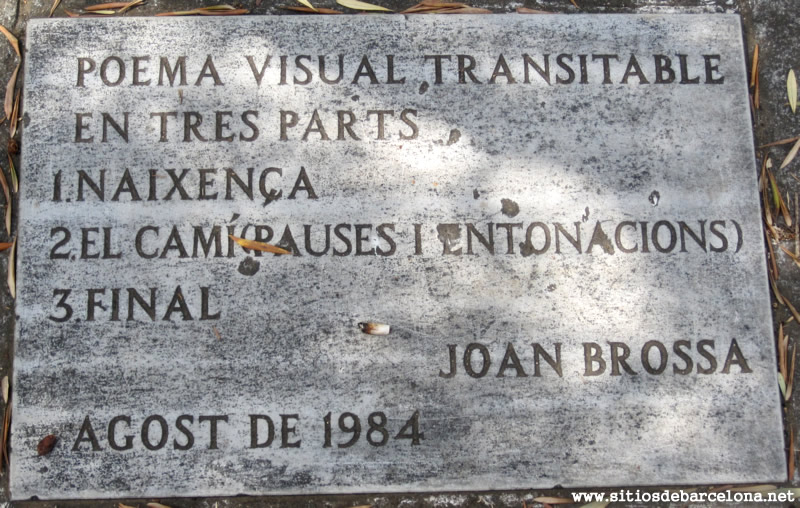 POEMA VISUAL TRANSITABLE
EN TRES PARTS
1.NAIXENÇA
2.EL CAMÍ(PAUSES I ENTONACIONS)
3 FINAL
JOAN BROSSA
AGOST DE 1984
www.sitiosdebarcelona.net